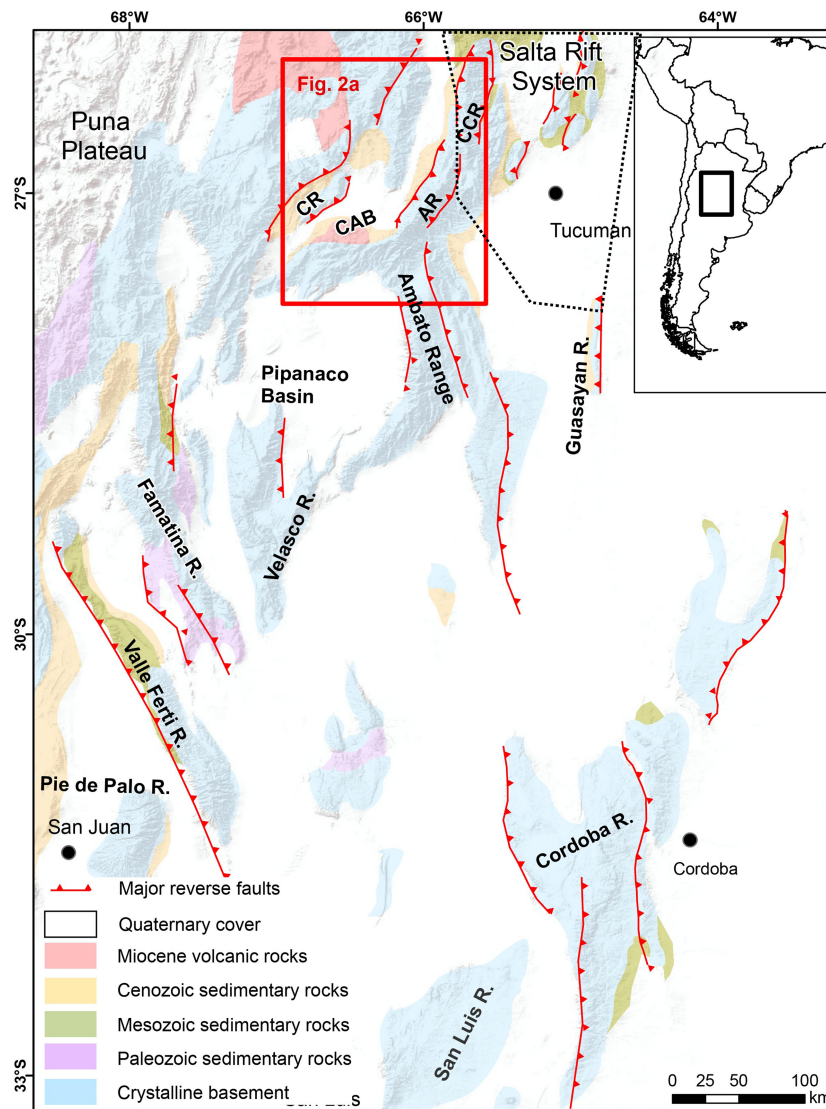 68°W
66°W
64°W
Salta Rift
System
Fig. 2a
Puna
Plateau
CCR
27°S
CR
AR
CAB
Tucuman
Ambato Range
Guasayan R.
Pipanaco
Basin
Famatina R.
Velasco R.
30°S
Valle Ferti R.
Pie de Palo R.
San Juan
Cordoba R.
Cordoba
Major reverse faults
Quaternary cover
Miocene volcanic rocks
Cenozoic sedimentary rocks
Mesozoic sedimentary rocks
Paleozoic sedimentary rocks
Crystalline basement
San Luis R.
33°S
0 25 50 100
km